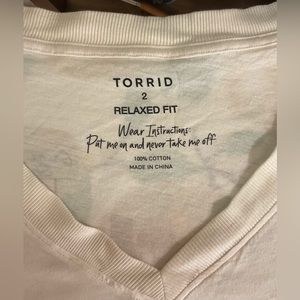 TORRID
2
RELAXED FIT
Wear Instructions:
Put me on and never take me off
100% COTTON
MADE IN CHINA